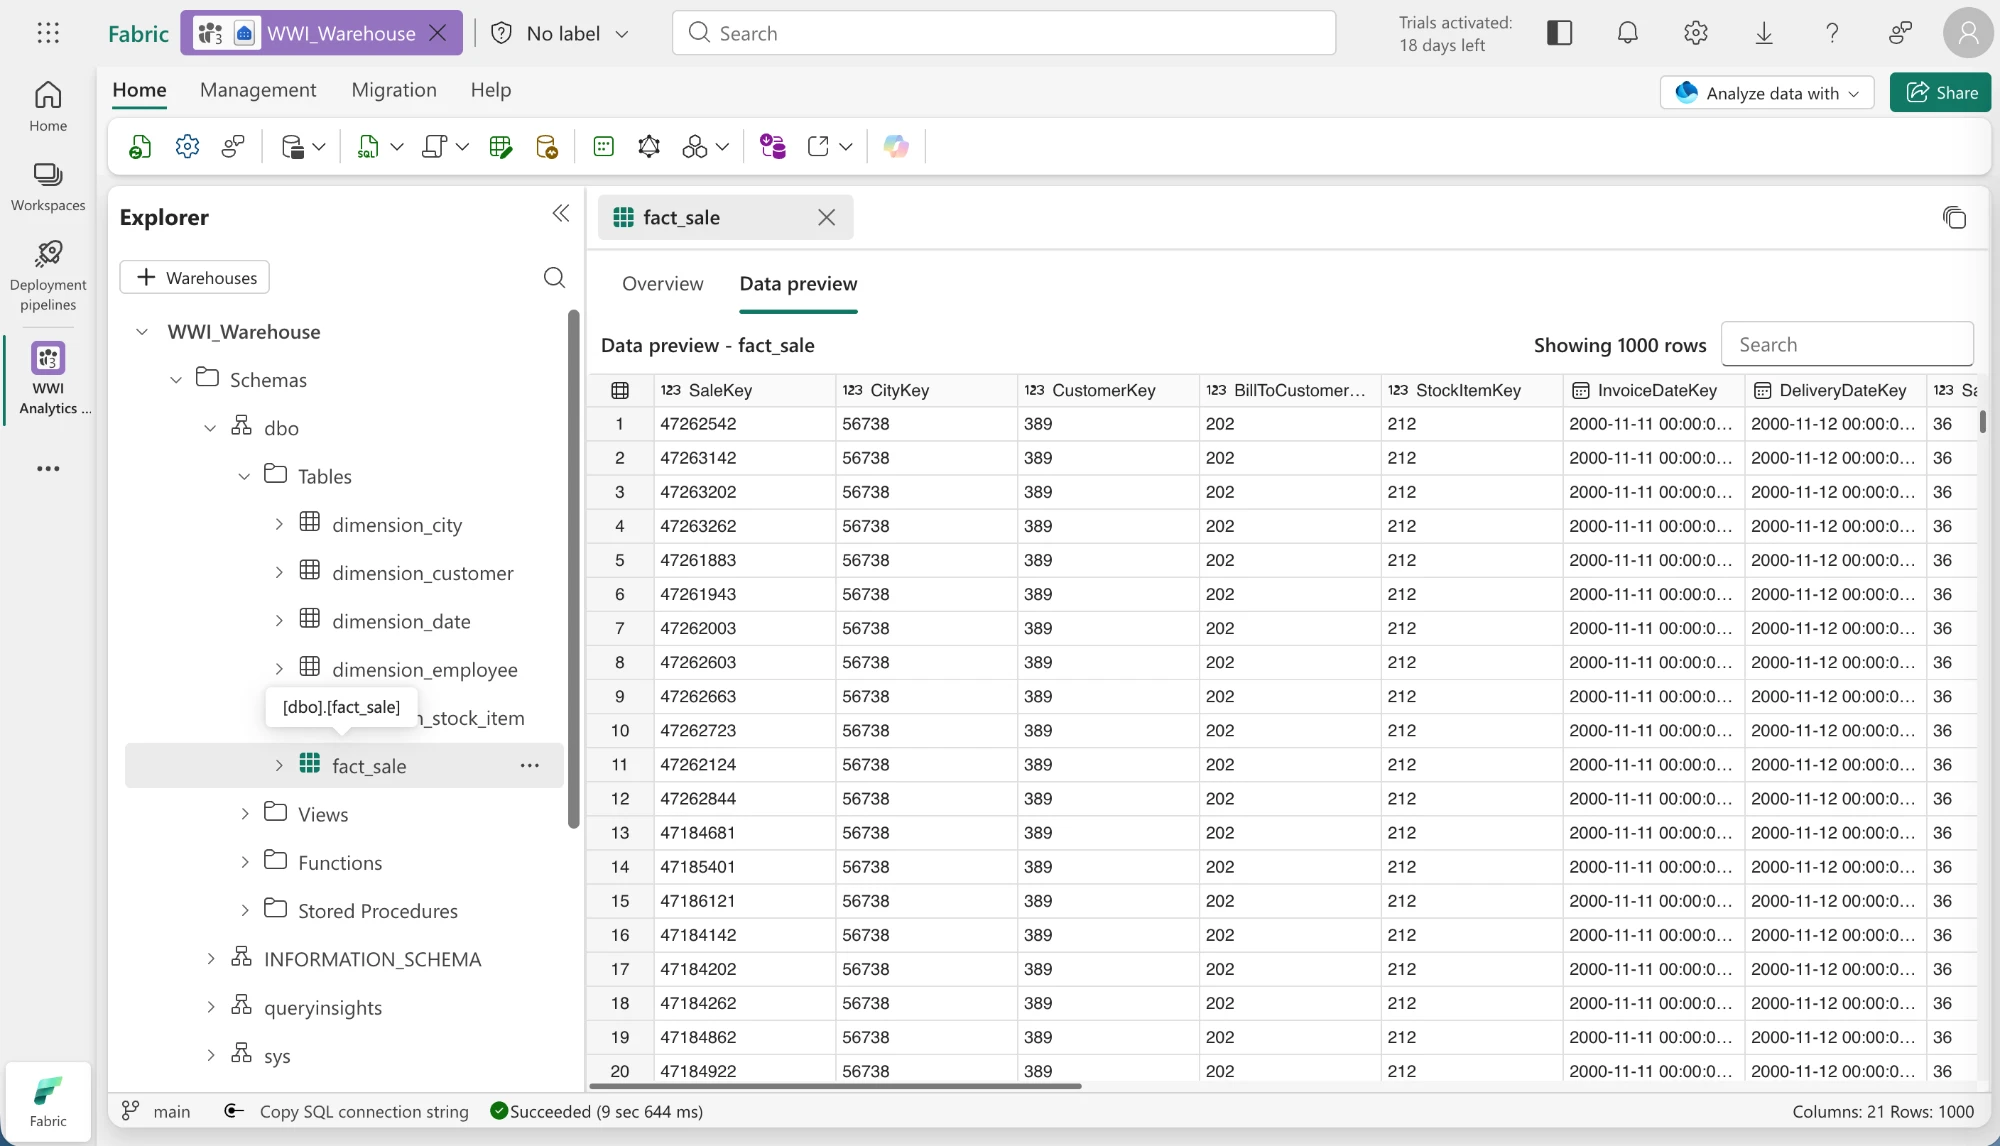 Fabric
3
WWI_Warehouse
No label
Search
Trials activated:
18 days left
Home
Management
Migration
Help
Analyze data with
Share
Home
Workspaces
Deployment
pipelines
3
WWI
Analytics ...
Fabric
SQL
Explorer
Warehouses
WWI_Warehouse
Schemas
dbo
Tables
dimension_city
dimension_customer
dimension_date
dimension_employee
[dbo].[fact_sale]
n_stock_item
fact_sale
Views
Functions
Stored Procedures
INFORMATION_SCHEMA
queryinsights
sys
fact_sale
Overview
Data preview
Data preview - fact_sale
Showing 1000 rows
Search
123 SaleKey 123 CityKey 123 CustomerKey 123 BillToCustomer... 123 StockItemKey InvoiceDateKey DeliveryDateKey 123 Sa
1 47262542 56738 389 202 212 2000-11-11 00:00:0... 2000-11-12 00:00:0... 36
2 47263142 56738 389 202 212 2000-11-11 00:00:0... 2000-11-12 00:00:0... 36
3 47263202 56738 389 202 212 2000-11-11 00:00:0... 2000-11-12 00:00:0... 36
4 47263262 56738 389 202 212 2000-11-11 00:00:0... 2000-11-12 00:00:0... 36
5 47261883 56738 389 202 212 2000-11-11 00:00:0... 2000-11-12 00:00:0... 36
6 47261943 56738 389 202 212 2000-11-11 00:00:0... 2000-11-12 00:00:0... 36
7 47262003 56738 389 202 212 2000-11-11 00:00:0... 2000-11-12 00:00:0... 36
8 47262603 56738 389 202 212 2000-11-11 00:00:0... 2000-11-12 00:00:0... 36
9 47262663 56738 389 202 212 2000-11-11 00:00:0... 2000-11-12 00:00:0... 36
10 47262723 56738 389 202 212 2000-11-11 00:00:0... 2000-11-12 00:00:0... 36
11 47262124 56738 389 202 212 2000-11-11 00:00:0... 2000-11-12 00:00:0... 36
12 47262844 56738 389 202 212 2000-11-11 00:00:0... 2000-11-12 00:00:0... 36
13 47184681 56738 389 202 212 2000-11-11 00:00:0... 2000-11-12 00:00:0... 36
14 47185401 56738 389 202 212 2000-11-11 00:00:0... 2000-11-12 00:00:0... 36
15 47186121 56738 389 202 212 2000-11-11 00:00:0... 2000-11-12 00:00:0... 36
16 47184142 56738 389 202 212 2000-11-11 00:00:0... 2000-11-12 00:00:0... 36
17 47184202 56738 389 202 212 2000-11-11 00:00:0... 2000-11-12 00:00:0... 36
18 47184262 56738 389 202 212 2000-11-11 00:00:0... 2000-11-12 00:00:0... 36
19 47184862 56738 389 202 212 2000-11-11 00:00:0... 2000-11-12 00:00:0... 36
20 47184922 56738 389 202 212 2000-11-11 00:00:0... 2000-11-12 00:00:0... 36
main
Copy SQL connection string
Succeeded (9 sec 644 ms)
Columns: 21 Rows: 1000